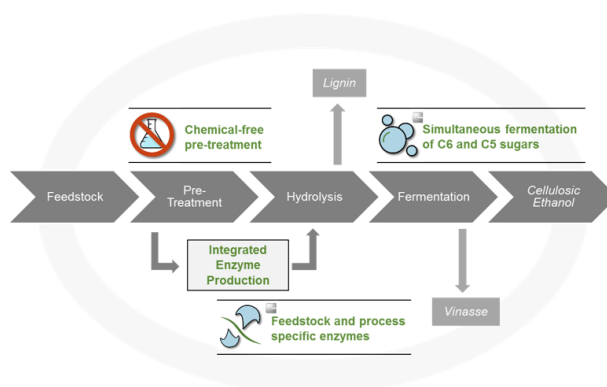 Lignin
Chemical-free
pre-treatment
Simultaneous fermentation
of C6 and C5 sugars
Feedstock
Pre-
Treatment
Hydrolysis
Fermentation
Cellulosic
Ethanol
Integrated
Enzyme
Production
Vinasse
Feedstock and process
specific enzymes